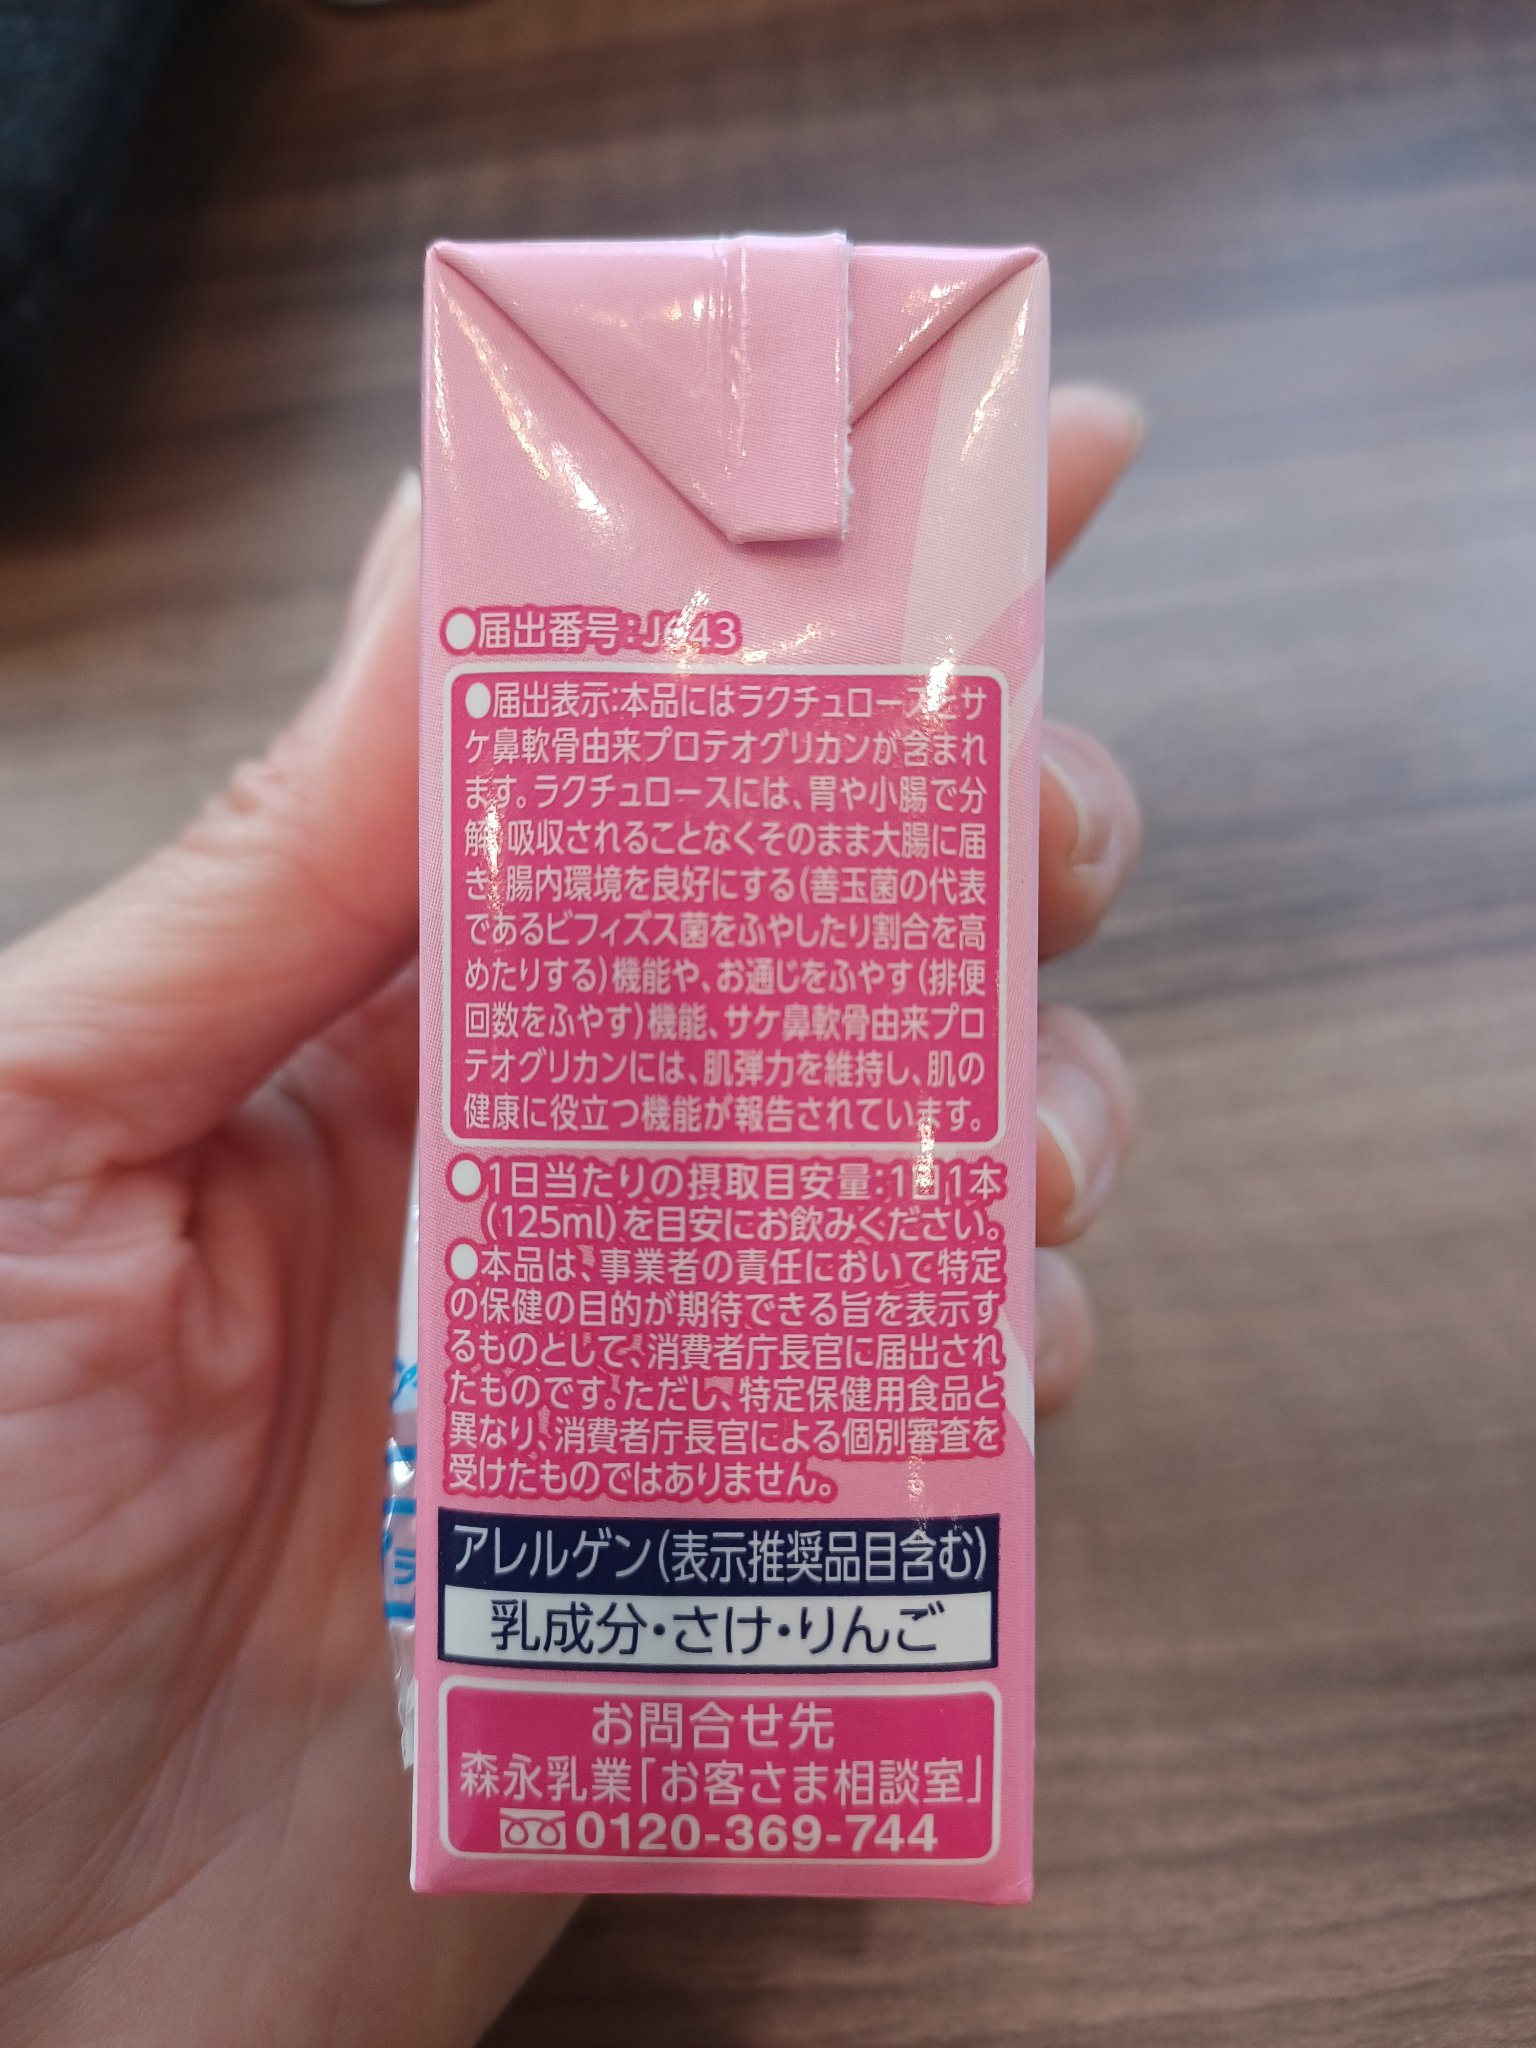 ●届出番号:J643
●届出表示:本品にはラクチュロースとサ
ケ鼻軟骨由来プロテオグリカンが含まれ
ます。ラクチュロースには、胃や小腸で分
解、吸収されることなくそのまま大腸に届
き、腸内環境を良好にする(善玉菌の代表
であるビフィズス菌をふやしたり割合を高
めたりする)機能や、お通じをふやす(排便
回数をふやす)機能、サケ鼻軟骨由来プロ
テオグリカンには、肌弾力を維持し、肌の
健康に役立つ機能が報告されています。
●1日当たりの摂取目安量:1日1本
(125ml)を目安にお飲みください。
●本品は、事業者の責任において特定
の保健の目的が期待できる旨を表示す
るものとして、消費者庁長官に届出され
たものです。ただし、特定保健用食品と
異なり、消費者庁長官による個別審査を
受けたものではありません。
アレルゲン(表示推奨品目含む)
乳成分・さけ・りんご
お問合せ先
森永乳業「お客さま相談室」
0120-369-744